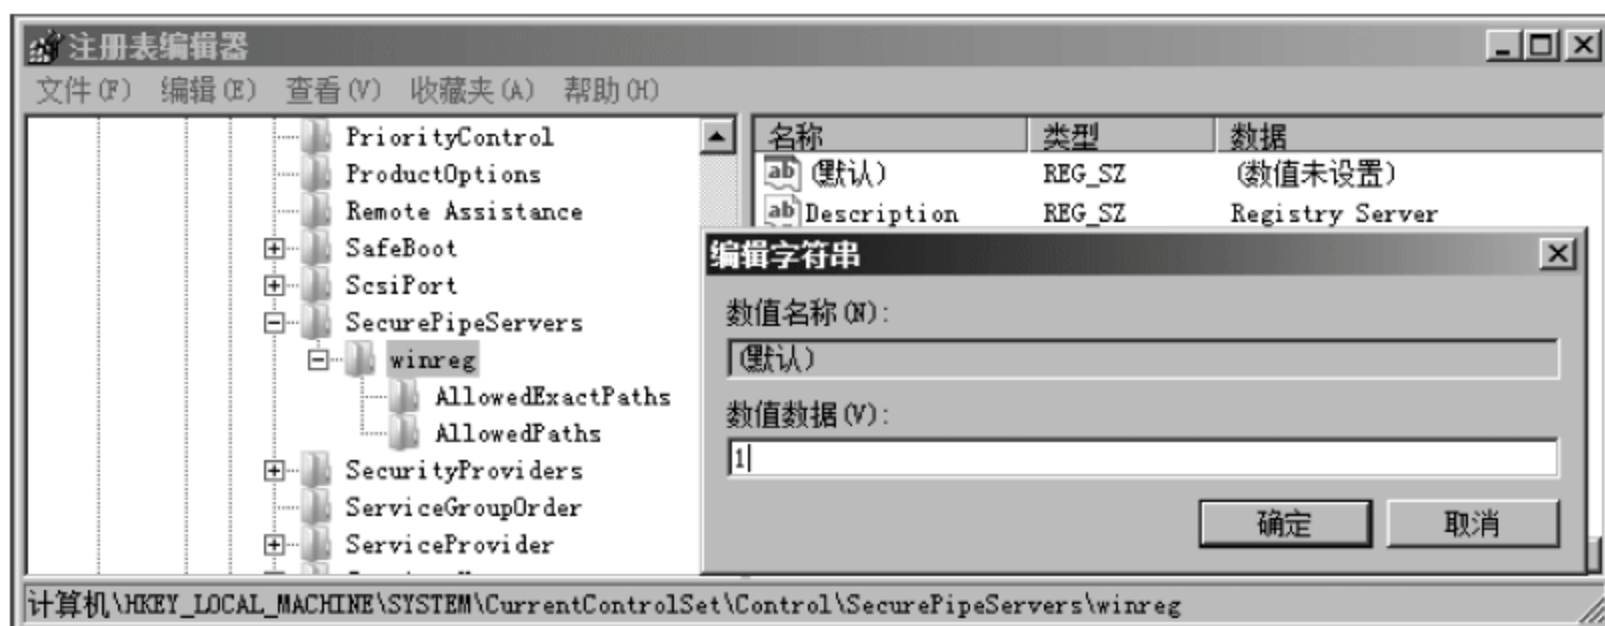 注册表编辑器
文件(F) 编辑(E) 查看(V) 收藏夹(A) 帮助(H)
PriorityControl
ProductOptions
Remote Assistance
SafeBoot
ScsiPort
SecurePipeServers
winreg
AllowedExactPaths
AllowedPaths
SecurityProviders
ServiceGroupOrder
ServiceProvider
名称 类型 数据
ab (默认) REG_SZ (数值未设置)
ab Description REG_SZ Registry Server
编辑字符串
数值名称(N):
(默认)
数值数据(V):
1
确定 取消
计算机\HKEY_LOCAL_MACHINE\SYSTEM\CurrentControlSet\Control\SecurePipeServers\winreg